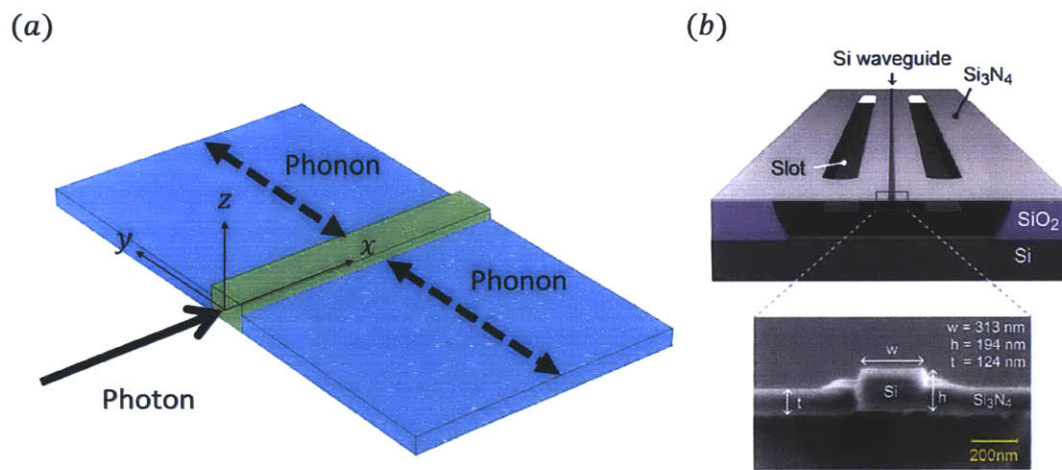 (a)
Phonon
z
y
x
Phonon
Photon
(b)
Si waveguide
Si₃N₄
Slot
SiO₂
Si
w = 313 nm
h = 194 nm
t = 124 nm
w
Si
h
t
Si₃N₄
200nm